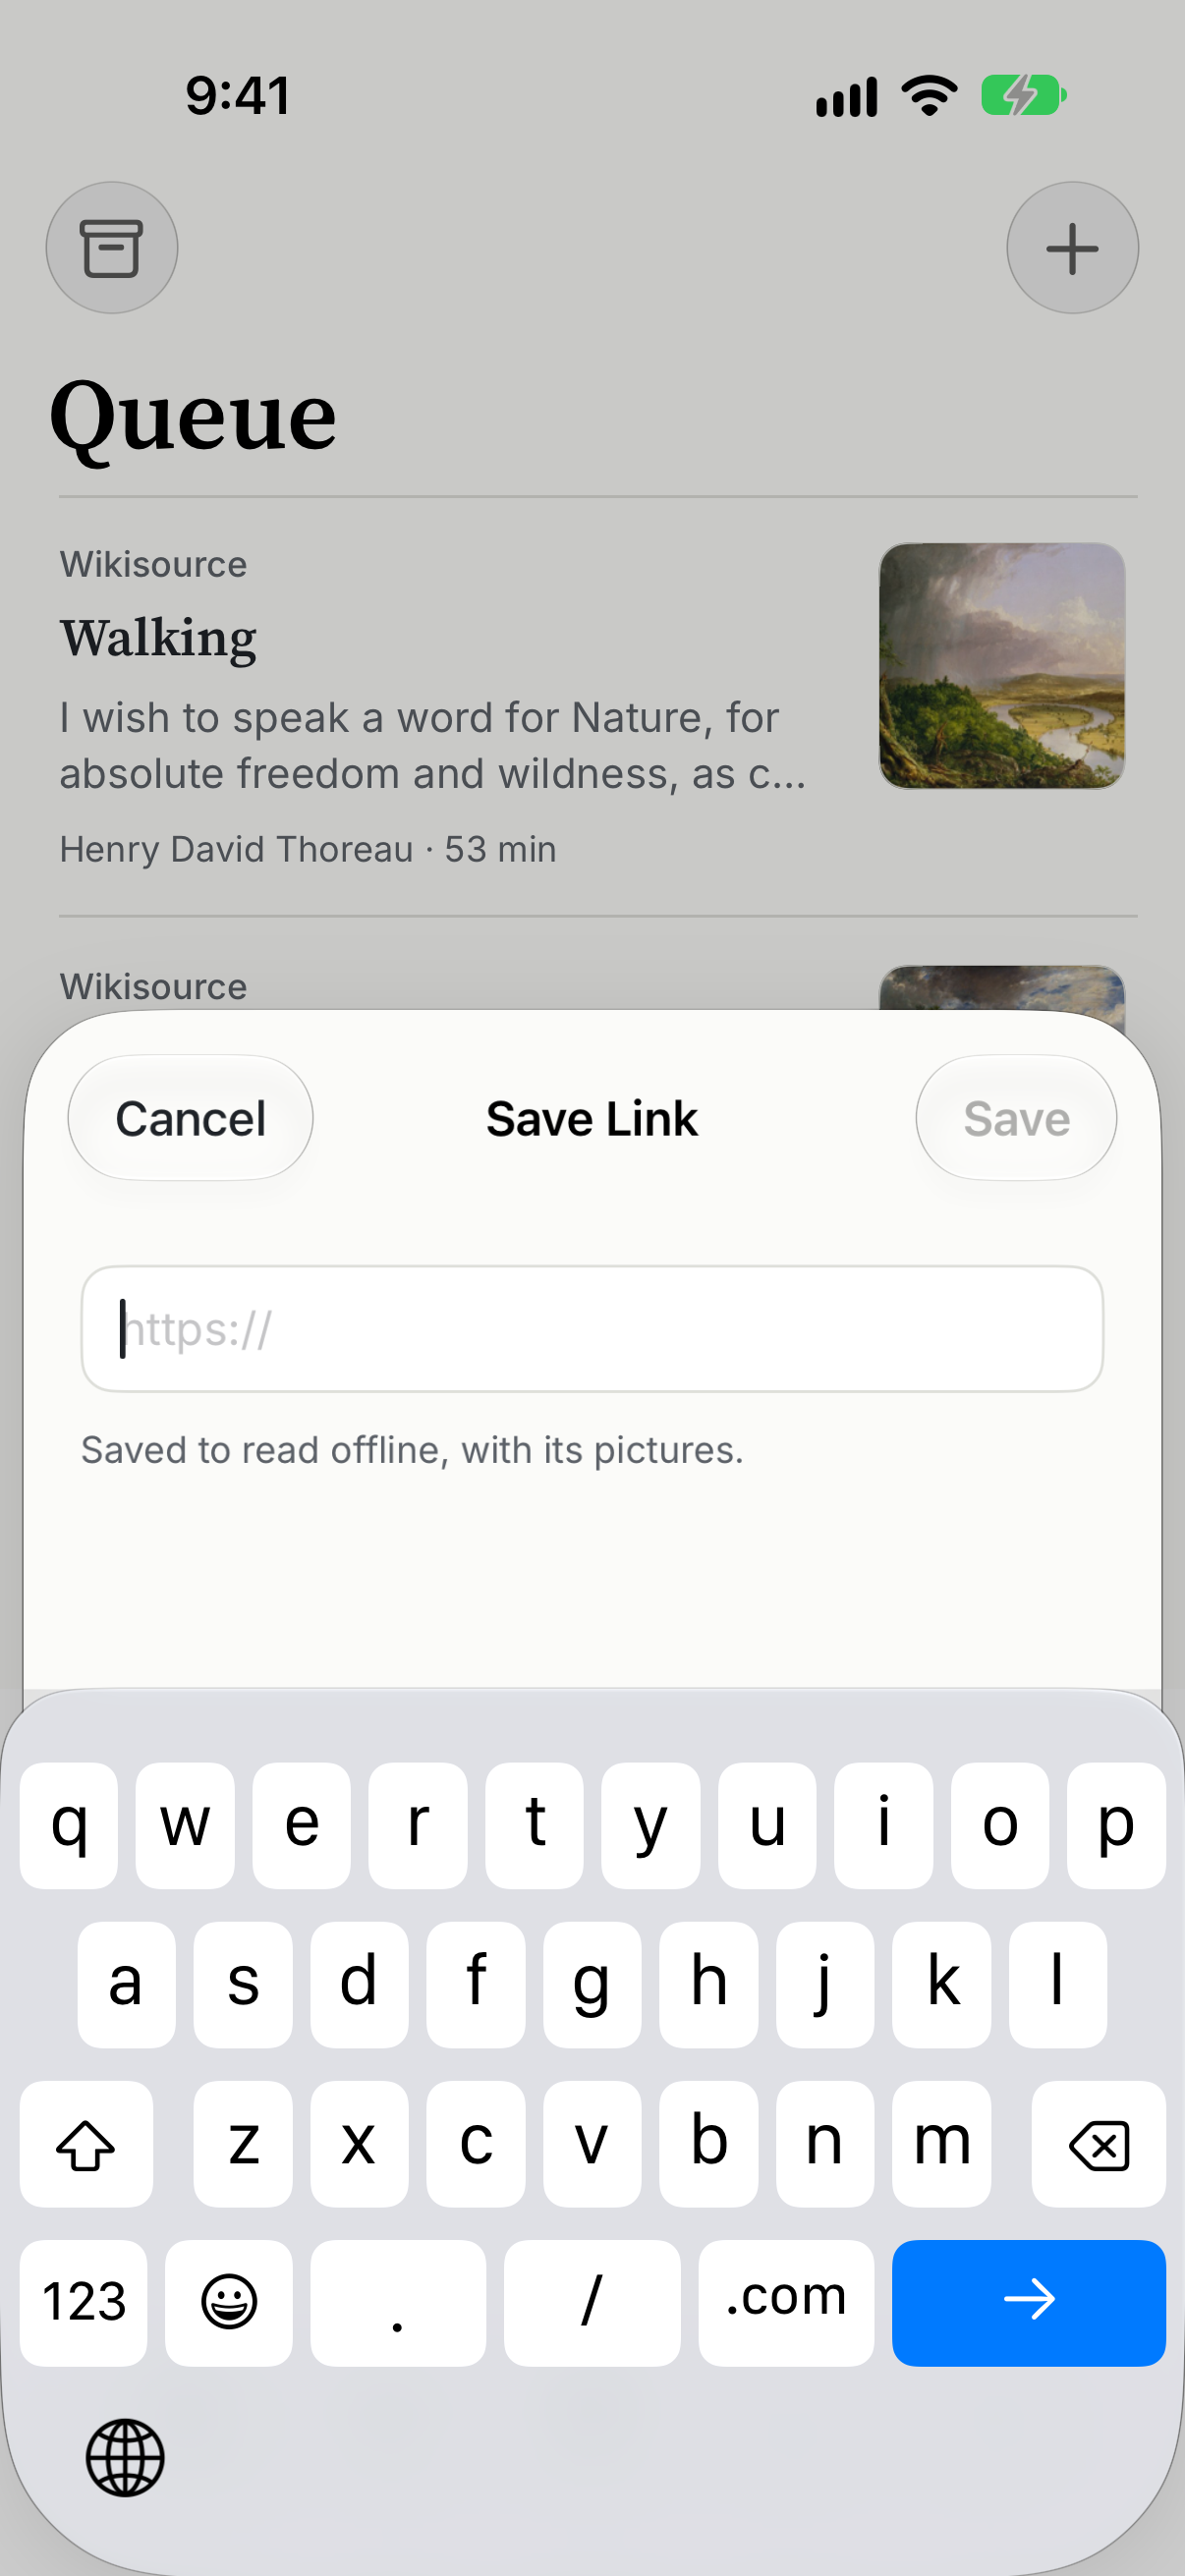 9:41
Queue
Wikisource
Walking
I wish to speak a word for Nature, for
absolute freedom and wildness, as c...
Henry David Thoreau · 53 min
Wikisource
Cancel
Save Link
Save
https://
Saved to read offline, with its pictures.
q w e r t y u i o p
a s d f g h j k l
z x c v b n m
123 . / .com